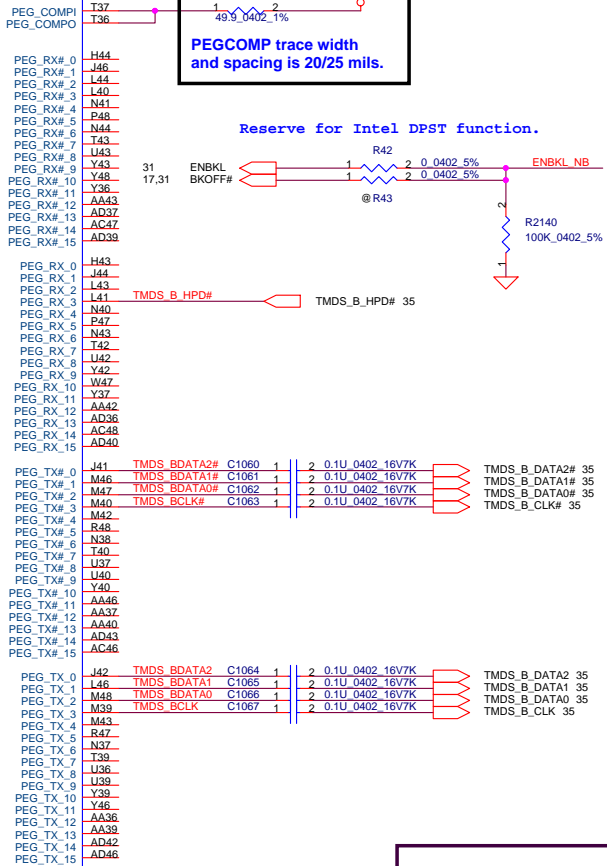 PEG_COMPI T37
PEG_COMPO T36
1 2
49.9_0402_1%
PEGCOMP trace width
and spacing is 20/25 mils.
PEG_RX#_0 H44
PEG_RX#_1 J46
PEG_RX#_2 L44
PEG_RX#_3 L40
PEG_RX#_4 N41
PEG_RX#_5 P48
PEG_RX#_6 N44
PEG_RX#_7 T43
PEG_RX#_8 U43
PEG_RX#_9 Y43
PEG_RX#_10 Y48
PEG_RX#_11 Y36
PEG_RX#_12 AA43
PEG_RX#_13 AD37
PEG_RX#_14 AC47
PEG_RX#_15 AD39
Reserve for Intel DPST function.
R42
31 ENBKL 1 2 0_0402_5% ENBKL_NB
17,31 BKOFF# 1 2 0_0402_5%
@ R43
2
R2140
100K_0402_5%
1
PEG_RX_0 H43
PEG_RX_1 J44
PEG_RX_2 L43
PEG_RX_3 L41 TMDS_B_HPD# TMDS_B_HPD# 35
PEG_RX_4 N40
PEG_RX_5 P47
PEG_RX_6 N43
PEG_RX_7 T42
PEG_RX_8 U42
PEG_RX_9 Y42
PEG_RX_10 W47
PEG_RX_11 Y37
PEG_RX_12 AA42
PEG_RX_13 AD36
PEG_RX_14 AC48
PEG_RX_15 AD40
PEG_TX#_0 J41 TMDS_BDATA2# C1060 1 2 0.1U_0402_16V7K TMDS_B_DATA2# 35
PEG_TX#_1 M46 TMDS_BDATA1# C1061 1 2 0.1U_0402_16V7K TMDS_B_DATA1# 35
PEG_TX#_2 M47 TMDS_BDATA0# C1062 1 2 0.1U_0402_16V7K TMDS_B_DATA0# 35
PEG_TX#_3 M40 TMDS_BCLK# C1063 1 2 0.1U_0402_16V7K TMDS_B_CLK# 35
PEG_TX#_4 M42
PEG_TX#_5 R48
PEG_TX#_6 N38
PEG_TX#_7 T40
PEG_TX#_8 U37
PEG_TX#_9 U40
PEG_TX#_10 Y40
PEG_TX#_11 AA46
PEG_TX#_12 AA37
PEG_TX#_13 AA40
PEG_TX#_14 AD43
PEG_TX#_15 AC46
PEG_TX_0 J42 TMDS_BDATA2 C1064 1 2 0.1U_0402_16V7K TMDS_B_DATA2 35
PEG_TX_1 L46 TMDS_BDATA1 C1065 1 2 0.1U_0402_16V7K TMDS_B_DATA1 35
PEG_TX_2 M48 TMDS_BDATA0 C1066 1 2 0.1U_0402_16V7K TMDS_B_DATA0 35
PEG_TX_3 M39 TMDS_BCLK C1067 1 2 0.1U_0402_16V7K TMDS_B_CLK 35
PEG_TX_4 M43
PEG_TX_5 R47
PEG_TX_6 N37
PEG_TX_7 T39
PEG_TX_8 U36
PEG_TX_9 U39
PEG_TX_10 Y39
PEG_TX_11 Y46
PEG_TX_12 AA36
PEG_TX_13 AA39
PEG_TX_14 AD42
PEG_TX_15 AD46